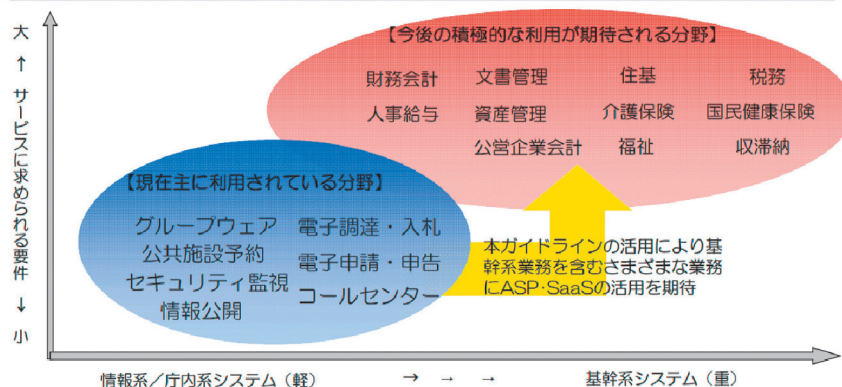 大 ↑ サービスに求められる要件 ↓ 小
【今後の積極的な利用が期待される分野】
財務会計 文書管理 住基 税務
人事給与 資産管理 介護保険 国民健康保険
公営企業会計 福祉 収滞納
【現在主に利用されている分野】
グループウェア 電子調達・入札
公共施設予約
電子申請・申告
セキュリティ監視
コールセンター
情報公開
本ガイドラインの活用により基
幹系業務を含むさまざまな業務
にASP・SaaSの活用を期待
情報系／庁内系システム（軽） → → → 基幹系システム（重）